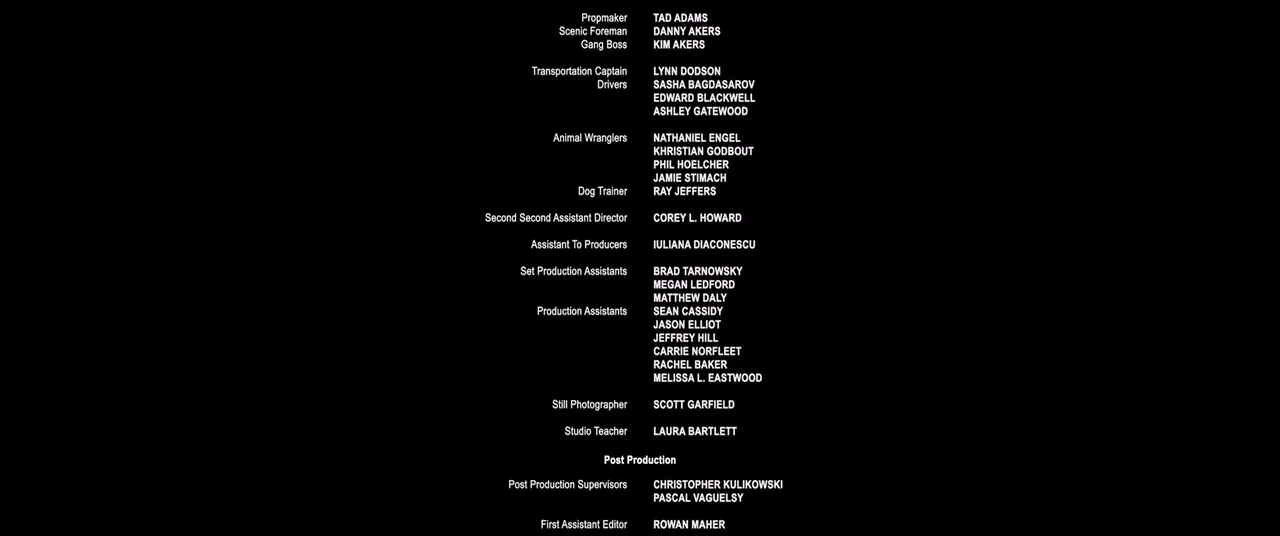 Propmaker TAD ADAMS
Scenic Foreman DANNY AKERS
Gang Boss KIM AKERS
Transportation Captain LYNN DODSON
Drivers SASHA BAGDASAROV
EDWARD BLACKWELL
ASHLEY GATEWOOD
Animal Wranglers NATHANIEL ENGEL
KHRISTIAN GODBOUT
PHIL HOELCHER
JAMIE STIMACH
Dog Trainer RAY JEFFERS
Second Second Assistant Director COREY L. HOWARD
Assistant To Producers IULIANA DIACONESCU
Set Production Assistants BRAD TARNOWSKY
MEGAN LEDFORD
MATTHEW DALY
Production Assistants SEAN CASSIDY
JASON ELLIOT
JEFFREY HILL
CARRIE NORFLEET
RACHEL BAKER
MELISSA L. EASTWOOD
Still Photographer SCOTT GARFIELD
Studio Teacher LAURA BARTLETT
Post Production
Post Production Supervisors CHRISTOPHER KULIKOWSKI
PASCAL VAGUELSY
First Assistant Editor ROWAN MAHER